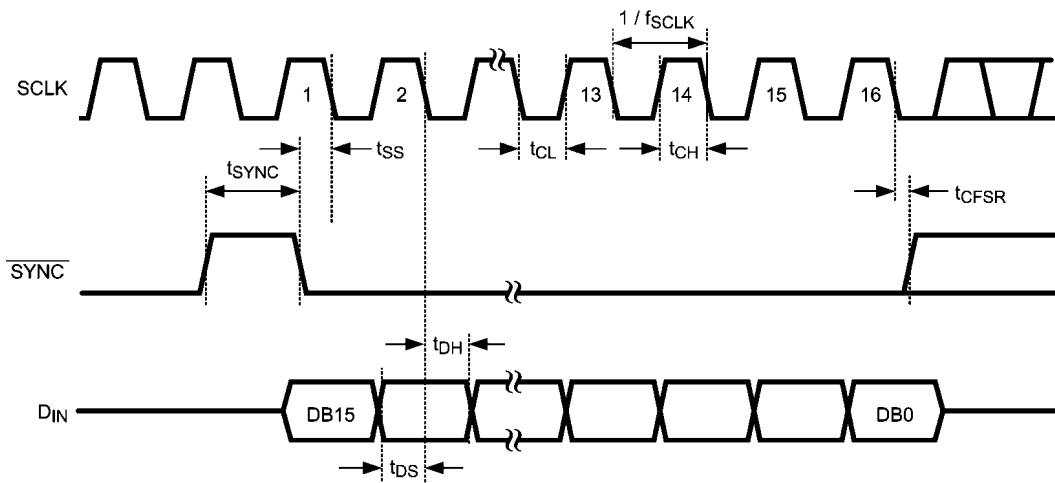 1 / fSCLK
SCLK
1
2
13
14
15
16
tSS
tCL
tCH
tSYNC
tCFSR
SYNC
tDH
DIN
DB15
DB0
tDS